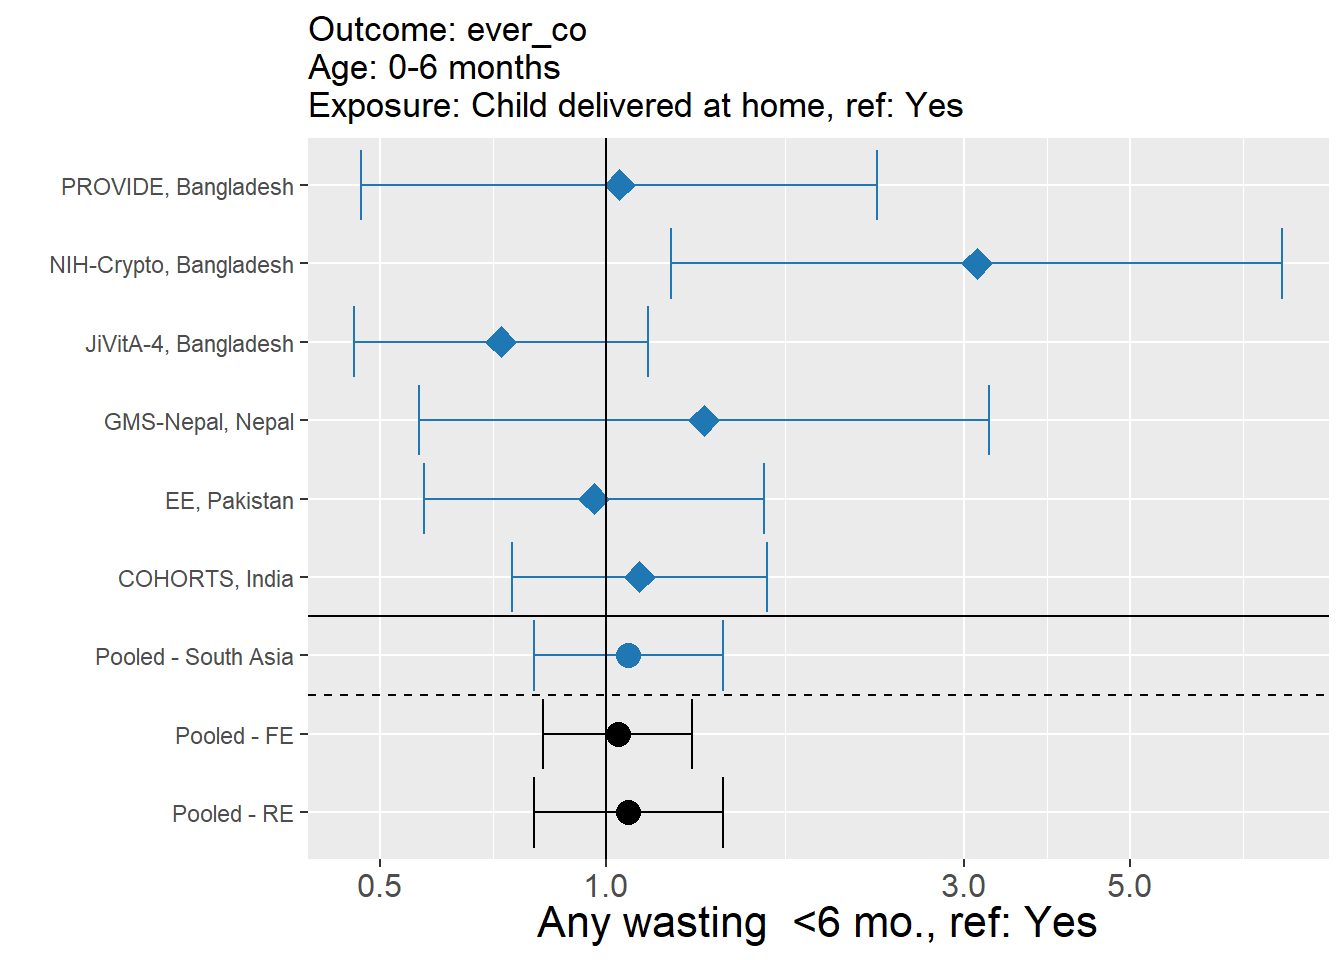 Outcome: ever_co
Age: 0-6 months
Exposure: Child delivered at home, ref: Yes
PROVIDE, Bangladesh
NIH-Crypto, Bangladesh
JiVitA-4, Bangladesh
GMS-Nepal, Nepal
EE, Pakistan
COHORTS, India
Pooled - South Asia
Pooled - FE
Pooled - RE
0.5 1.0 3.0 5.0
Any wasting  <6 mo., ref: Yes